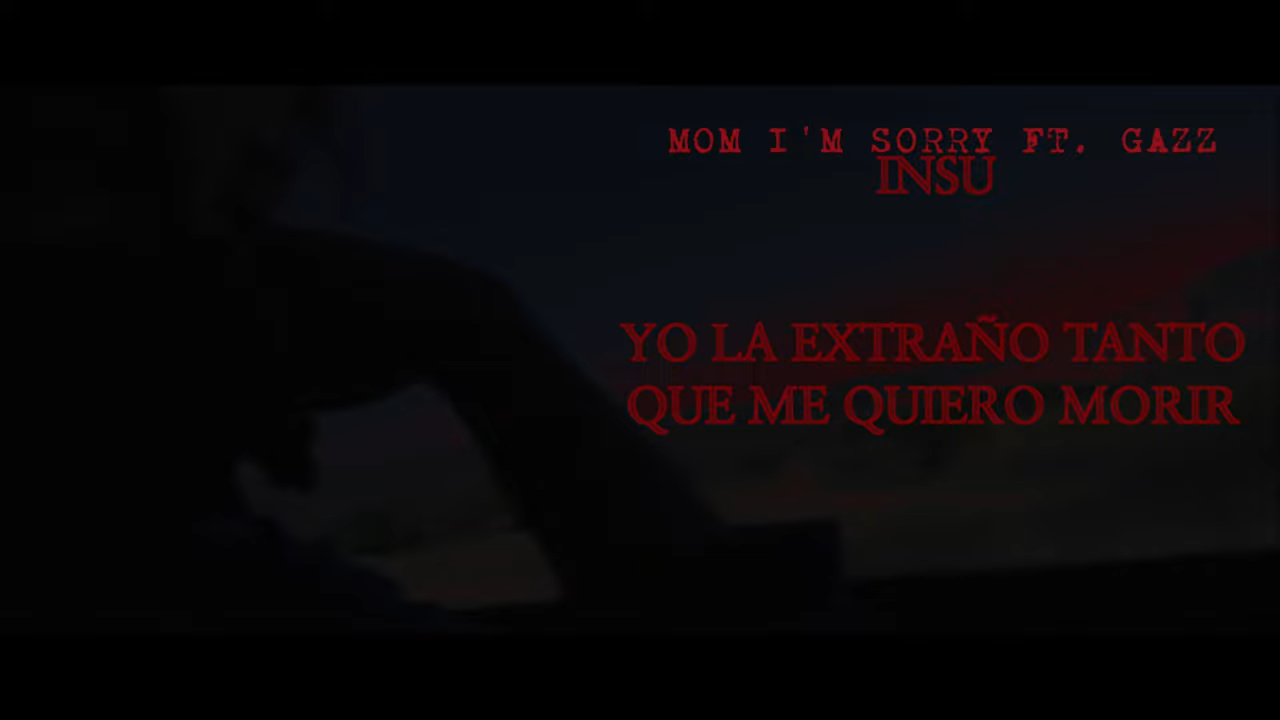 MOM I'M SORRY FT. GAZZ
INSU
YO LA EXTRAÑO TANTO
QUE ME QUIERO MORIR